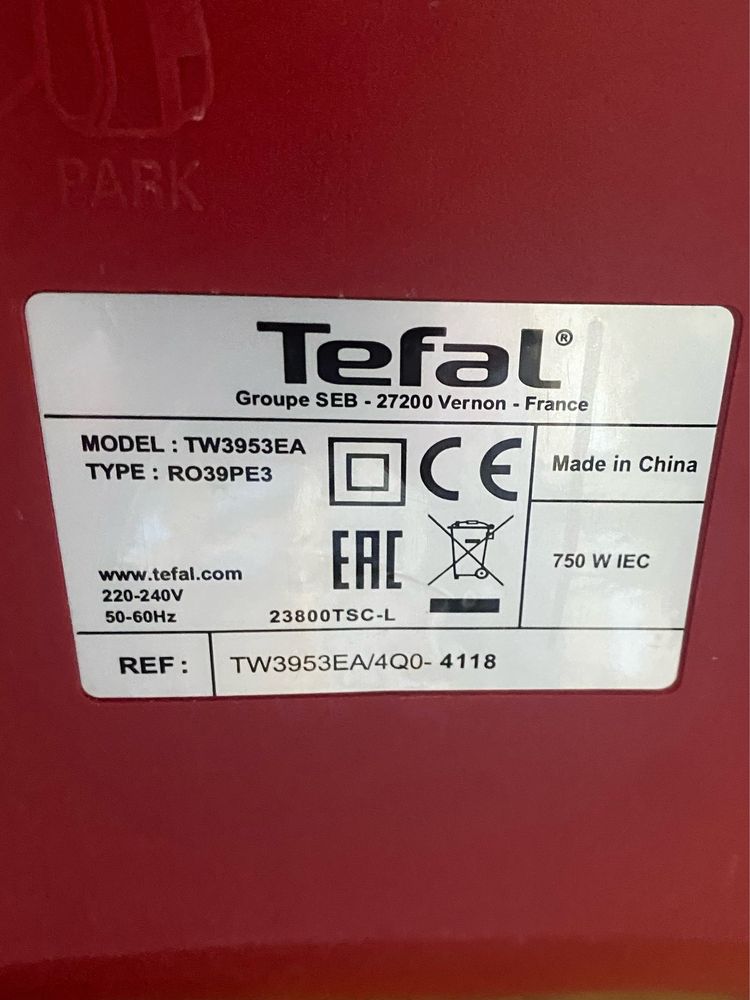 PARK
Tefal®
Groupe SEB - 27200 Vernon - France
MODEL : TW3953EA
TYPE : RO39PE3
CE
Made in China
EAC
www.tefal.com
220-240V
50-60Hz
23800TSC-L
750 W IEC
REF : TW3953EA/4Q0- 4118